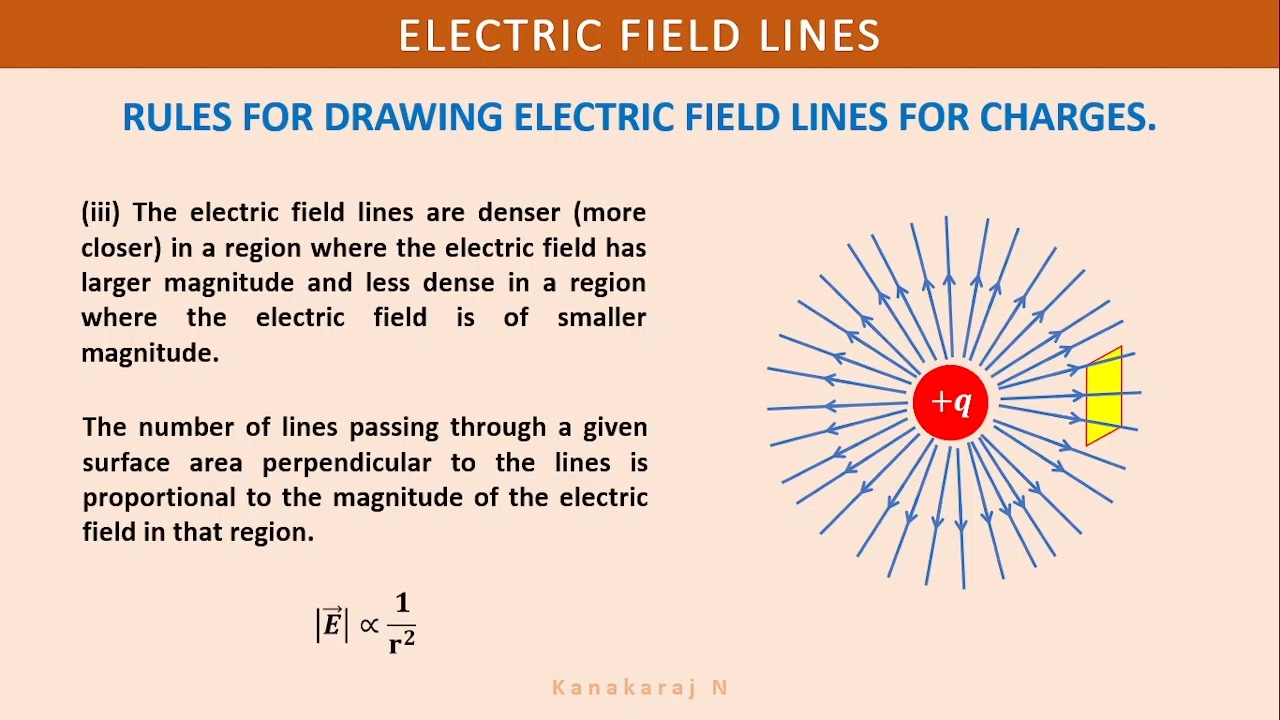 ELECTRIC FIELD LINES
RULES FOR DRAWING ELECTRIC FIELD LINES FOR CHARGES.
(iii) The electric field lines are denser (more
closer) in a region where the electric field has
larger magnitude and less dense in a region
where the electric field is of smaller
magnitude.
The number of lines passing through a given
surface area perpendicular to the lines is
proportional to the magnitude of the electric
field in that region.
|E⃗| ∝ 1/r²
+q
Kanakaraj N